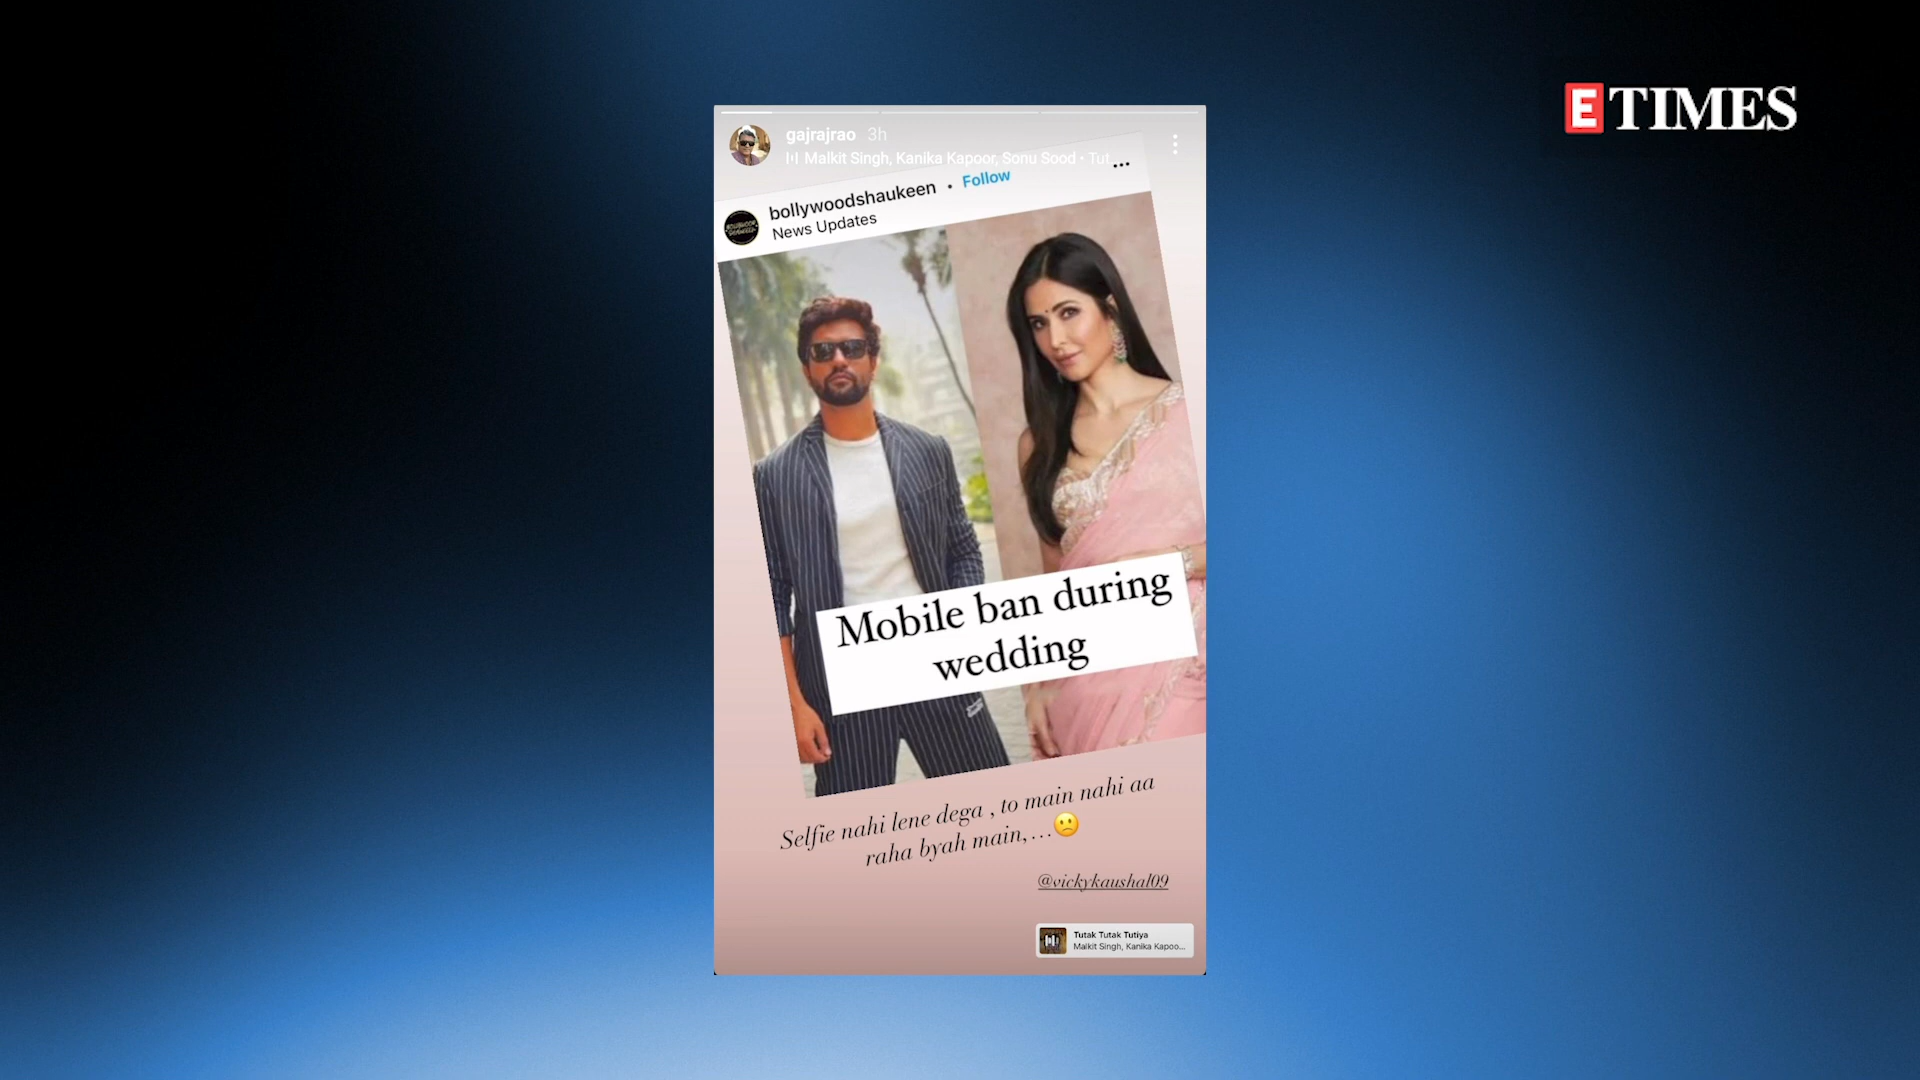 ETIMES
gajrajrao 3h
Malkit Singh, Kanika Kapoor, Sonu Sood • Tut
bollywoodshaukeen • Follow
News Updates
Mobile ban during
wedding
Selfie nahi lene dega , to main nahi aa
raha byah main,...🙁
@vickykaushal09
Tutak Tutak Tutiya
Malkit Singh, Kanika Kapoo...